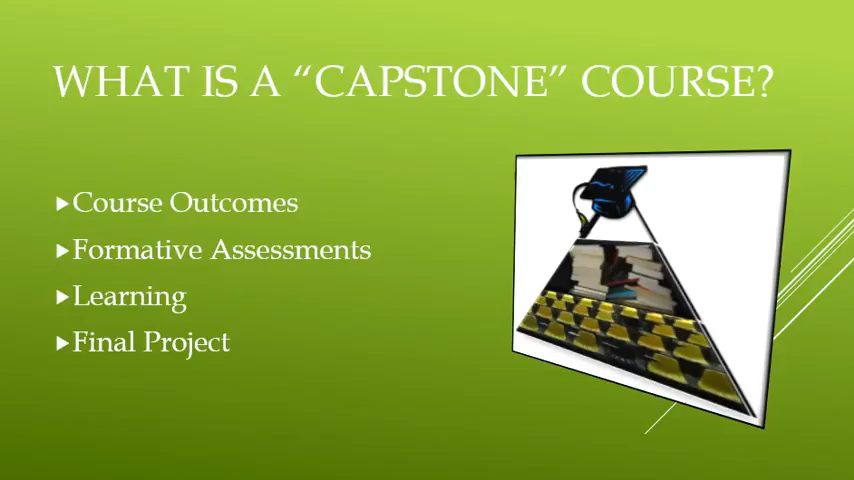 WHAT IS A “CAPSTONE” COURSE?
Course Outcomes
Formative Assessments
Learning
Final Project